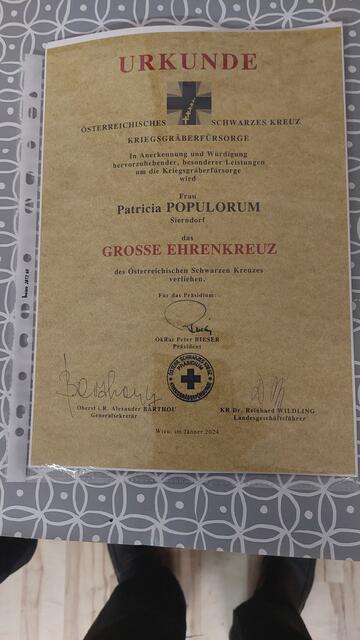 URKUNDE
ÖSTERREICHISCHES SCHWARZES KREUZ
KRIEGSGRÄBERFÜRSORGE
In Anerkennung und Würdigung
hervorzuhebender, besonderer Leistungen
um die Kriegsgräberfürsorge
wird
Frau
Patricia POPULORUM
Sierndorf
das
GROSSE EHRENKREUZ
des Österreichischen Schwarzen Kreuzes
verliehen.
Für das Präsidium:
ÖkRat Peter RIESER
Präsident
Oberst i.R. Alexander BARTHOU
Generalsekretär
KR Dr. Reinhard WILDLING
Landesgeschäftsführer
Wien, im Jänner 2024